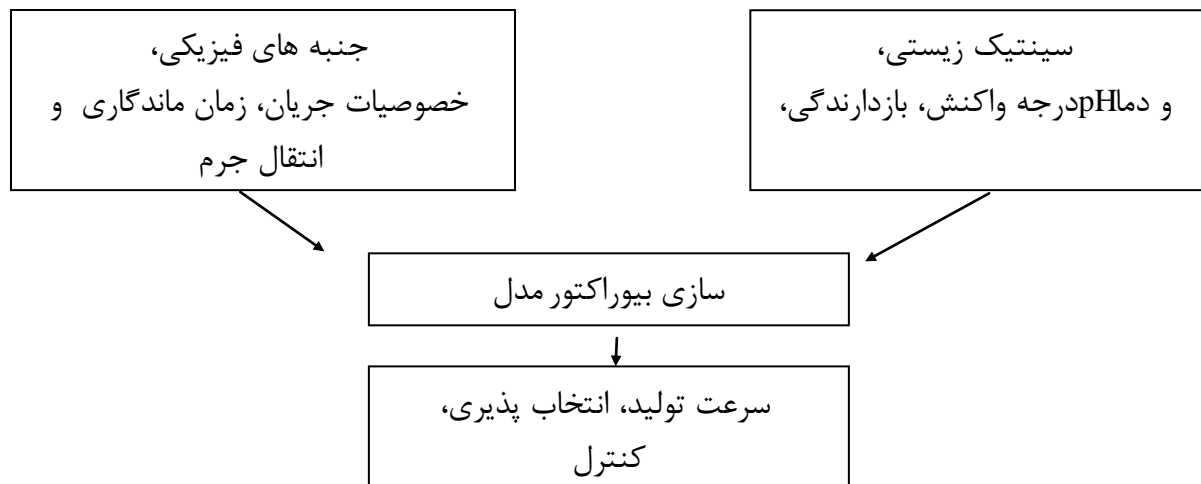 سینتیک زیستی،
و دماpHدرجه واکنش، بازدارندگی،
جنبه های فیزیکی،
خصوصیات جریان، زمان ماندگاری و
انتقال جرم
سازی بیوراکتور مدل
سرعت تولید، انتخاب پذیری،
کنترل